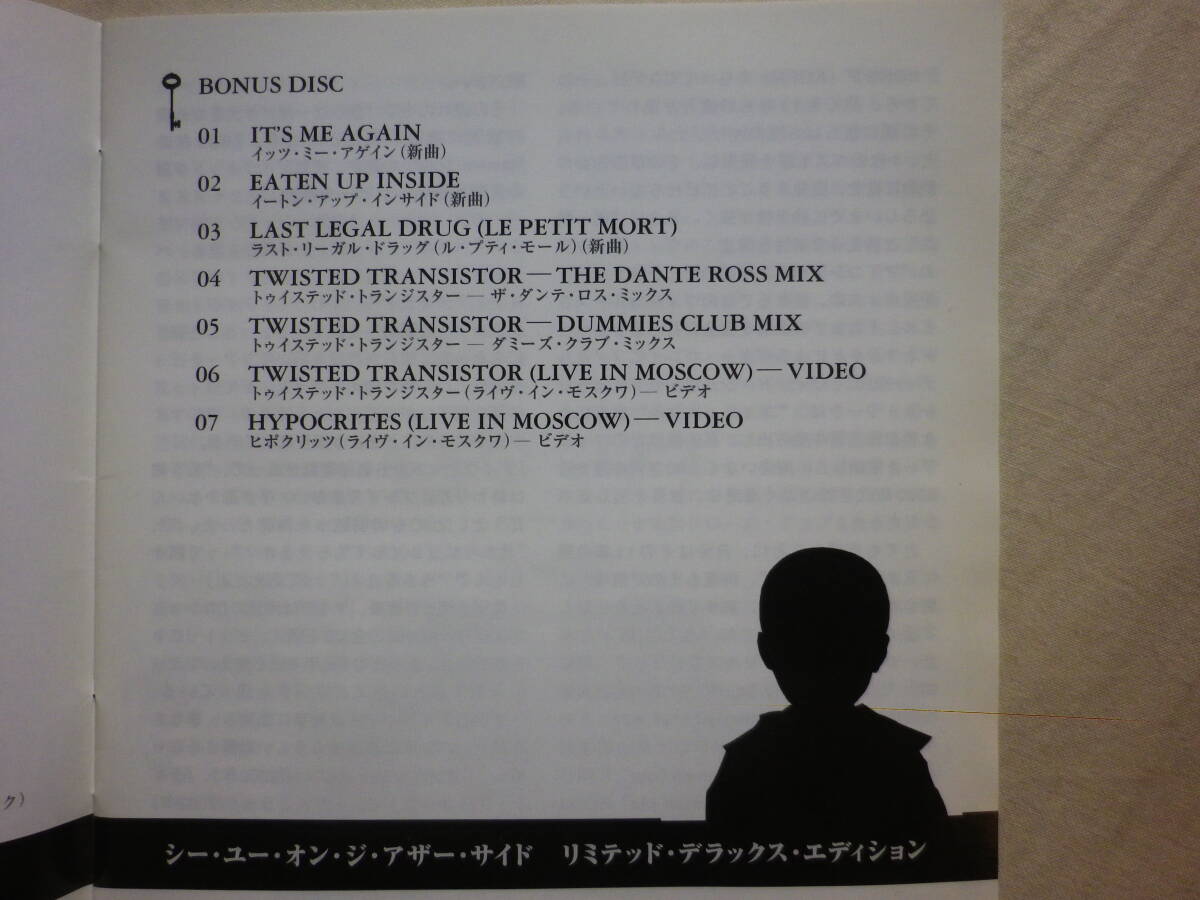 BONUS DISC
01 IT'S ME AGAIN
イッツ・ミー・アゲイン（新曲）
02 EATEN UP INSIDE
イートン・アップ・インサイド（新曲）
03 LAST LEGAL DRUG (LE PETIT MORT)
ラスト・リーガル・ドラッグ（ル・プティ・モール）（新曲）
04 TWISTED TRANSISTOR — THE DANTE ROSS MIX
トゥイステッド・トランジスター — ザ・ダンテ・ロス・ミックス
05 TWISTED TRANSISTOR — DUMMIES CLUB MIX
トゥイステッド・トランジスター — ダミーズ・クラブ・ミックス
06 TWISTED TRANSISTOR (LIVE IN MOSCOW) — VIDEO
トゥイステッド・トランジスター（ライヴ・イン・モスクワ）— ビデオ
07 HYPOCRITES (LIVE IN MOSCOW) — VIDEO
ヒポクリッツ（ライヴ・イン・モスクワ）— ビデオ
ク）
シー・ユー・オン・ジ・アザー・サイド　リミテッド・デラックス・エディション